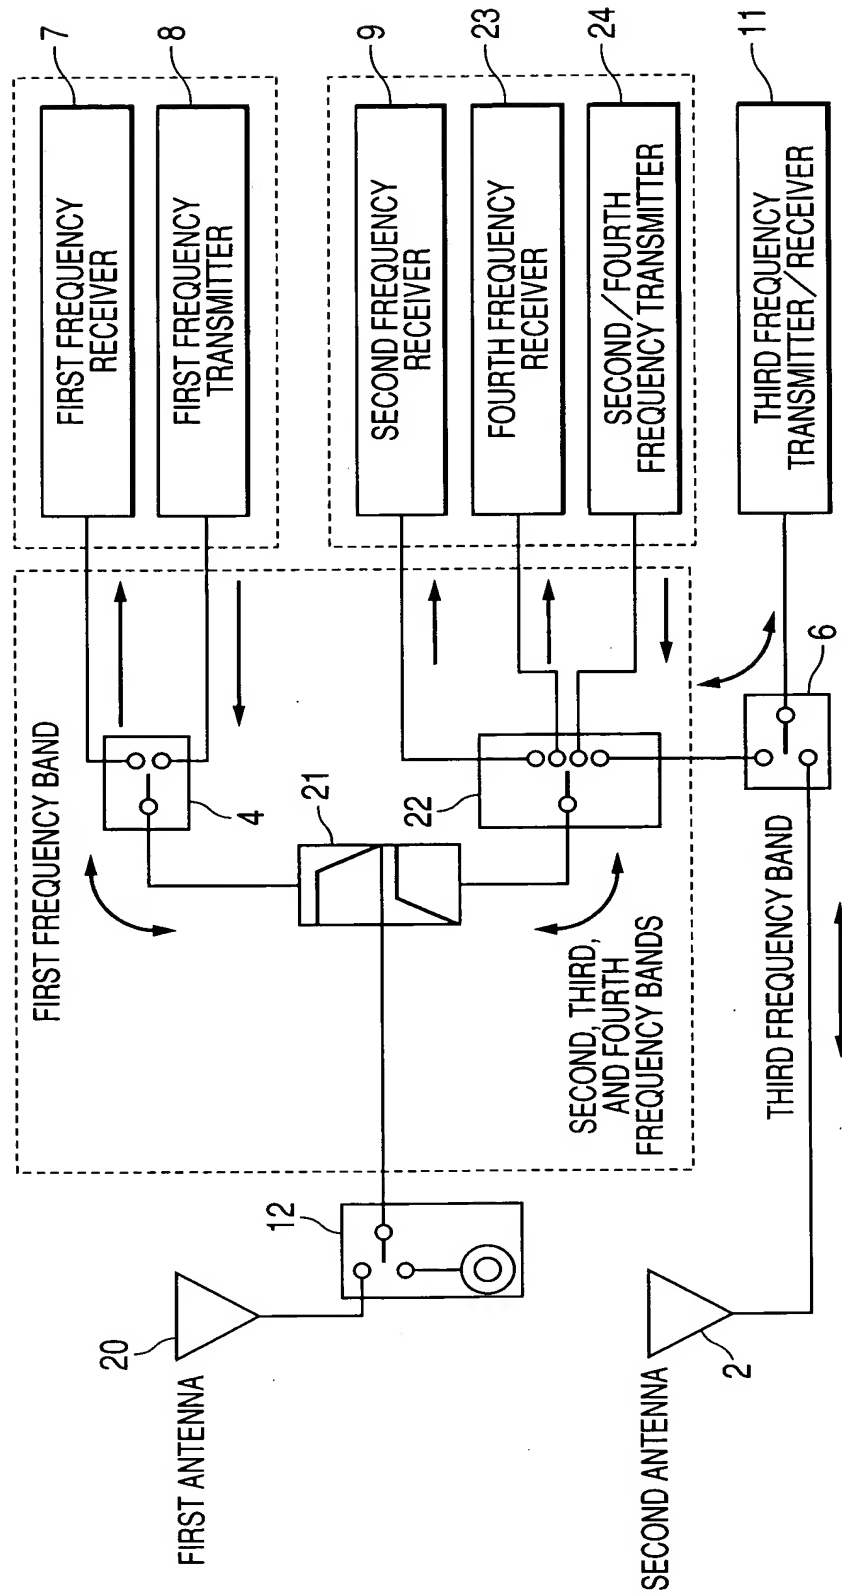 7
FIRST FREQUENCY
RECEIVER
8
FIRST FREQUENCY
TRANSMITTER
9
SECOND FREQUENCY
RECEIVER
23
FOURTH FREQUENCY
RECEIVER
24
SECOND/FOURTH
FREQUENCY TRANSMITTER
11
THIRD FREQUENCY
TRANSMITTER/RECEIVER
FIRST FREQUENCY BAND
4
21
22
6
SECOND, THIRD,
AND FOURTH
FREQUENCY BANDS
THIRD FREQUENCY BAND
12
20
FIRST ANTENNA
2
SECOND ANTENNA